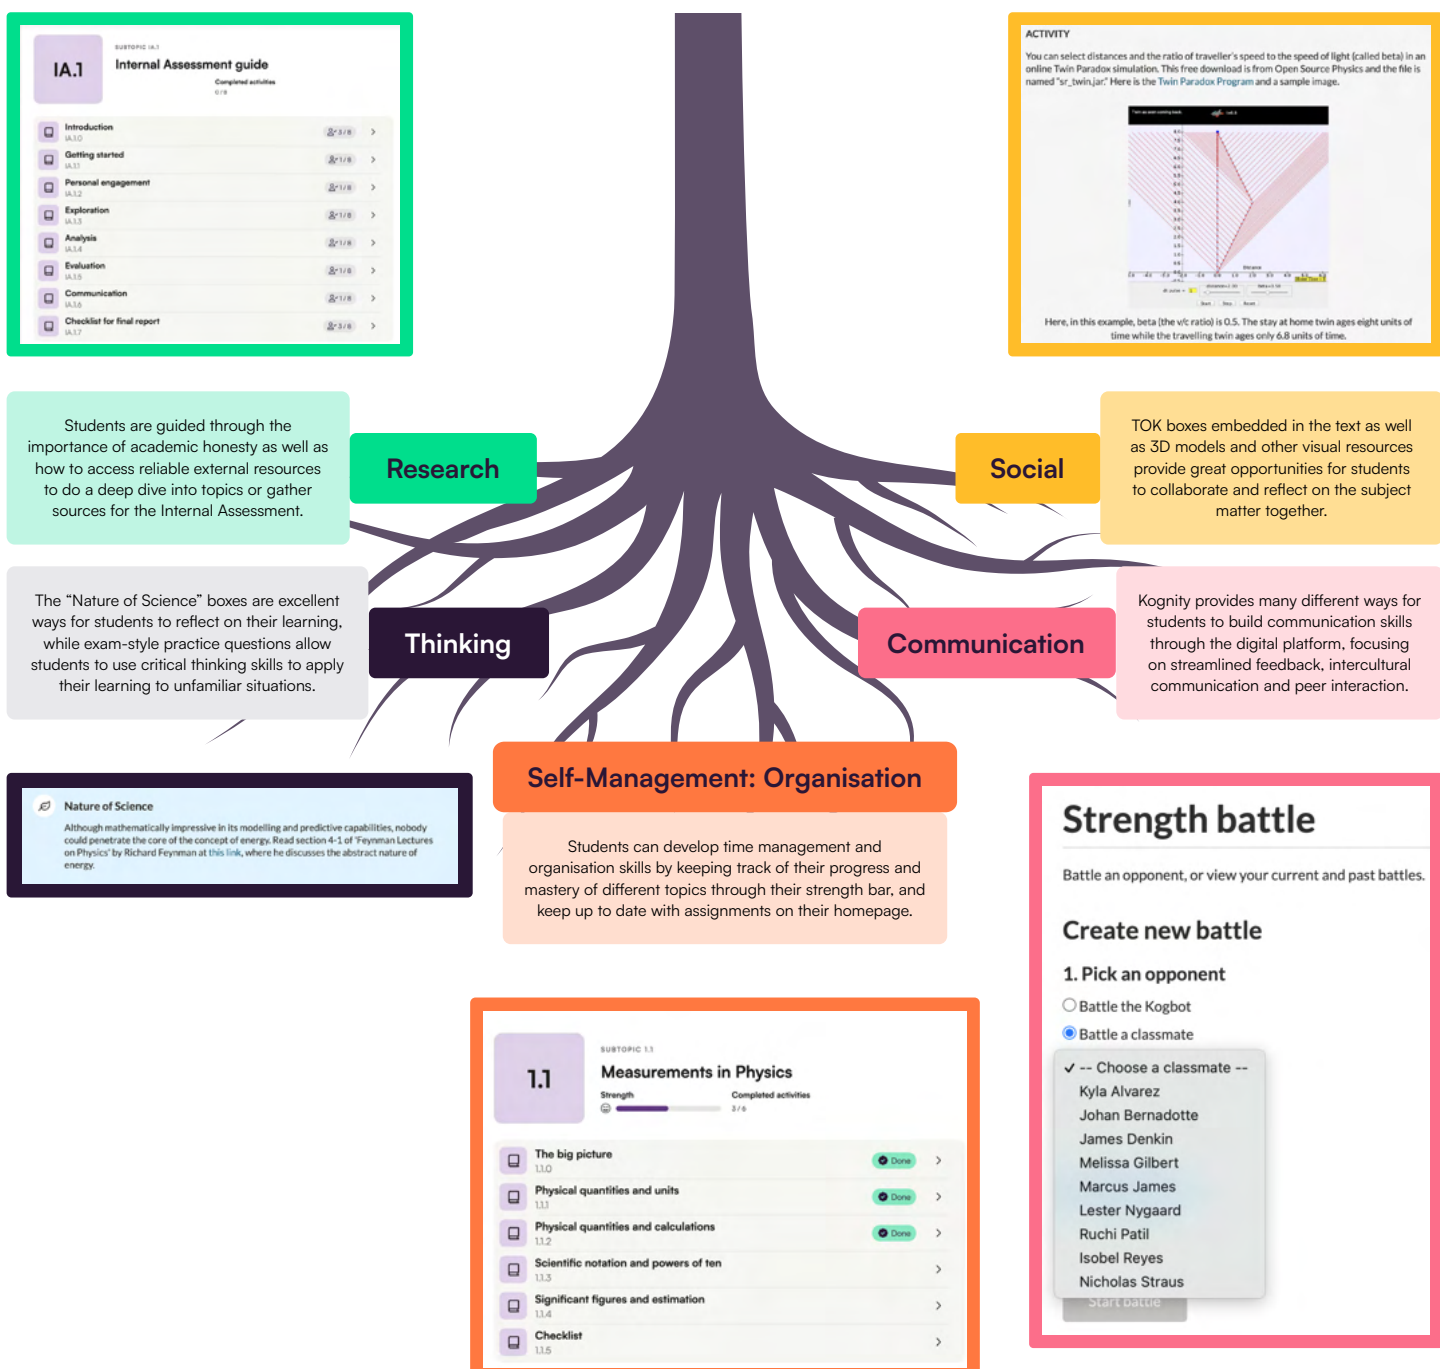 IA.1
SUBTOPIC IA.1
Internal Assessment guide
Completed activities
0/8
Introduction
IA.1.0
3/8
Getting started
IA.1.1
1/8
Personal engagement
IA.1.2
1/8
Exploration
IA.1.3
1/8
Analysis
IA.1.4
1/8
Evaluation
IA.1.5
1/8
Communication
IA.1.6
1/8
Checklist for final report
IA.1.7
3/8
ACTIVITY
You can select distances and the ratio of traveller's speed to the speed of light (called beta) in an
online Twin Paradox simulation. This free download is from Open Source Physics and the file is
named "sr_twin.jar." Here is the Twin Paradox Program and a sample image.
Distance
Start
Stop
Reset
Here, in this example, beta (the v/c ratio) is 0.5. The stay at home twin ages eight units of
time while the travelling twin ages only 6.8 units of time.
Students are guided through the
importance of academic honesty as well as
how to access reliable external resources
to do a deep dive into topics or gather
sources for the Internal Assessment.
Research
Social
TOK boxes embedded in the text as well
as 3D models and other visual resources
provide great opportunities for students
to collaborate and reflect on the subject
matter together.
The “Nature of Science” boxes are excellent
ways for students to reflect on their learning,
while exam-style practice questions allow
students to use critical thinking skills to apply
their learning to unfamiliar situations.
Thinking
Communication
Kognity provides many different ways for
students to build communication skills
through the digital platform, focusing
on streamlined feedback, intercultural
communication and peer interaction.
Nature of Science
Although mathematically impressive in its modelling and predictive capabilities, nobody
could penetrate the core of the concept of energy. Read section 4-1 of 'Feynman Lectures
on Physics' by Richard Feynman at this link, where he discusses the abstract nature of
energy.
Self-Management: Organisation
Students can develop time management and
organisation skills by keeping track of their progress and
mastery of different topics through their strength bar, and
keep up to date with assignments on their homepage.
1.1
SUBTOPIC 1.1
Measurements in Physics
Strength
Completed activities
3/6
The big picture
1.1.0
Done
Physical quantities and units
1.1.1
Done
Physical quantities and calculations
1.1.2
Done
Scientific notation and powers of ten
1.1.3
Significant figures and estimation
1.1.4
Checklist
1.1.5
Strength battle
Battle an opponent, or view your current and past battles.
Create new battle
1. Pick an opponent
Battle the Kogbot
Battle a classmate
-- Choose a classmate --
Kyla Alvarez
Johan Bernadotte
James Denkin
Melissa Gilbert
Marcus James
Lester Nygaard
Ruchi Patil
Isobel Reyes
Nicholas Straus
Start battle